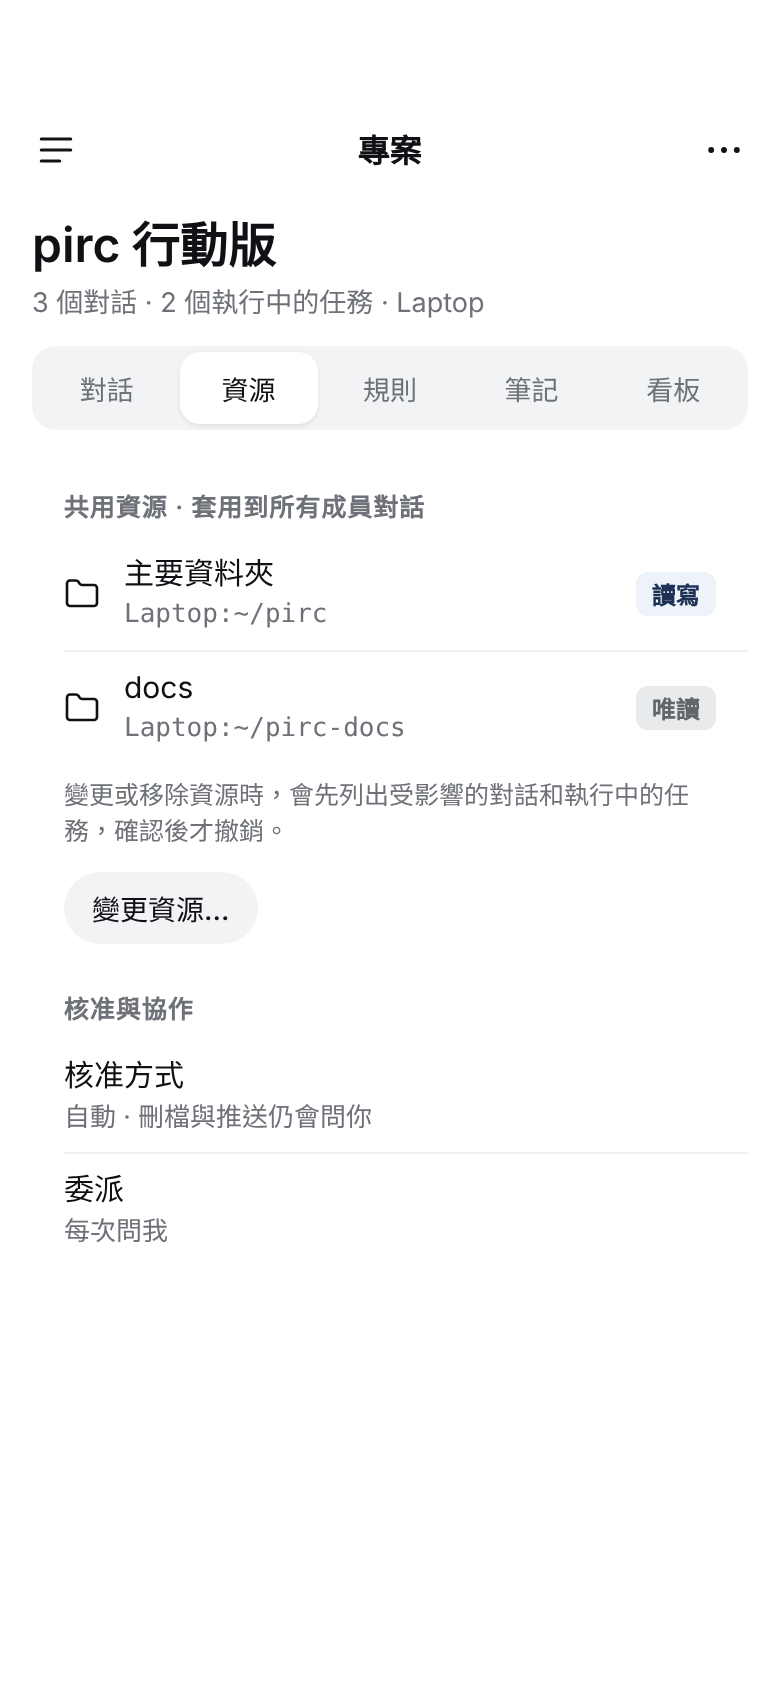 專案
pirc 行動版
3 個對話 · 2 個執行中的任務 · Laptop
對話 資源 規則 筆記 看板
共用資源 · 套用到所有成員對話
主要資料夾
Laptop:~/pirc
讀寫
docs
Laptop:~/pirc-docs
唯讀
變更或移除資源時，會先列出受影響的對話和執行中的任
務，確認後才撤銷。
變更資源...
核准與協作
核准方式
自動 · 刪檔與推送仍會問你
委派
每次問我